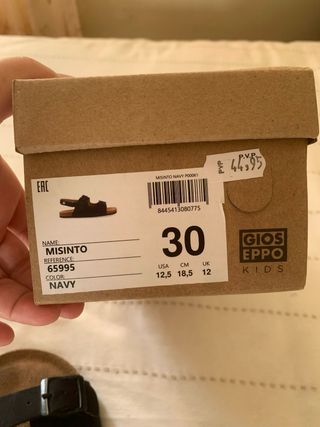 EAC
MISINTO NAVY P00061
8445413080775
PVP P.V.P.
44,95
NAME:
MISINTO
REFERENCE:
65995
COLOR:
NAVY
30
USA CM UK
12,5 18,5 12
GIOS
EPPO
KIDS